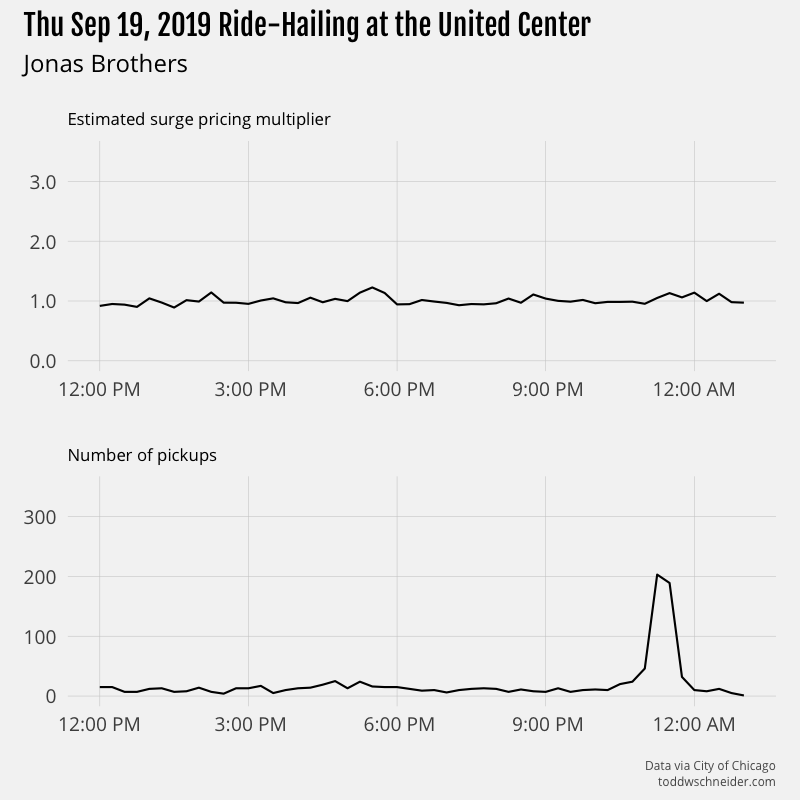 Thu Sep 19, 2019 Ride-Hailing at the United Center
Jonas Brothers
Estimated surge pricing multiplier
3.0
2.0
1.0
0.0
12:00 PM 3:00 PM 6:00 PM 9:00 PM 12:00 AM
Number of pickups
300
200
100
0
12:00 PM 3:00 PM 6:00 PM 9:00 PM 12:00 AM
Data via City of Chicago
toddwschneider.com